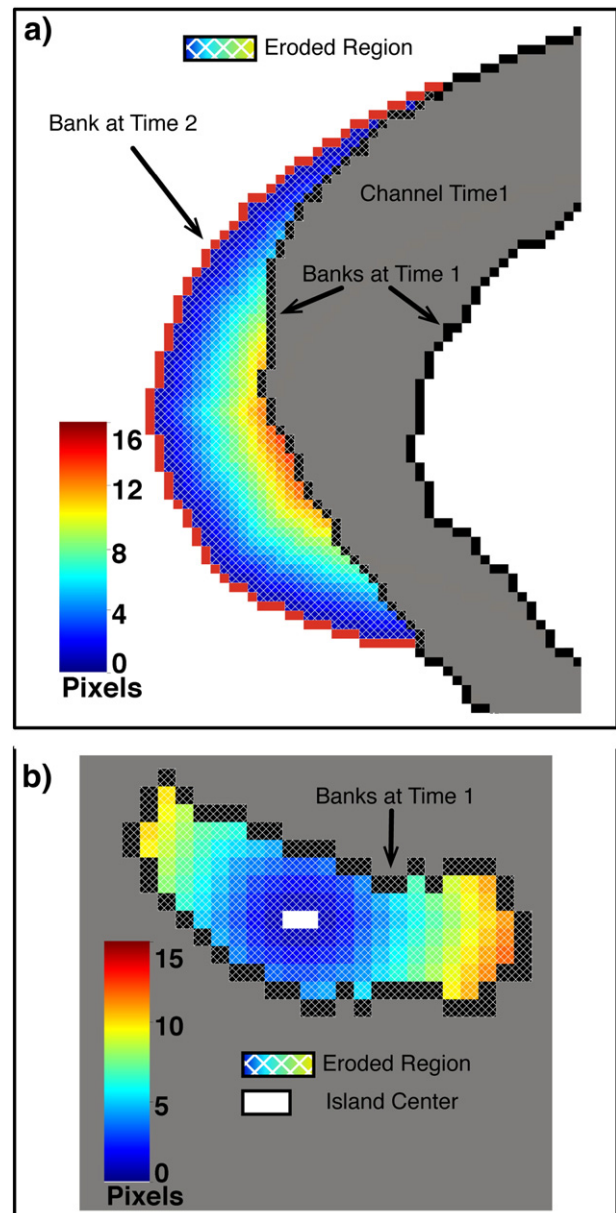 a)
Eroded Region
Bank at Time 2
Channel Time1
Banks at Time 1
16
12
8
4
0
Pixels
b)
Banks at Time 1
15
10
5
0
Pixels
Eroded Region
Island Center